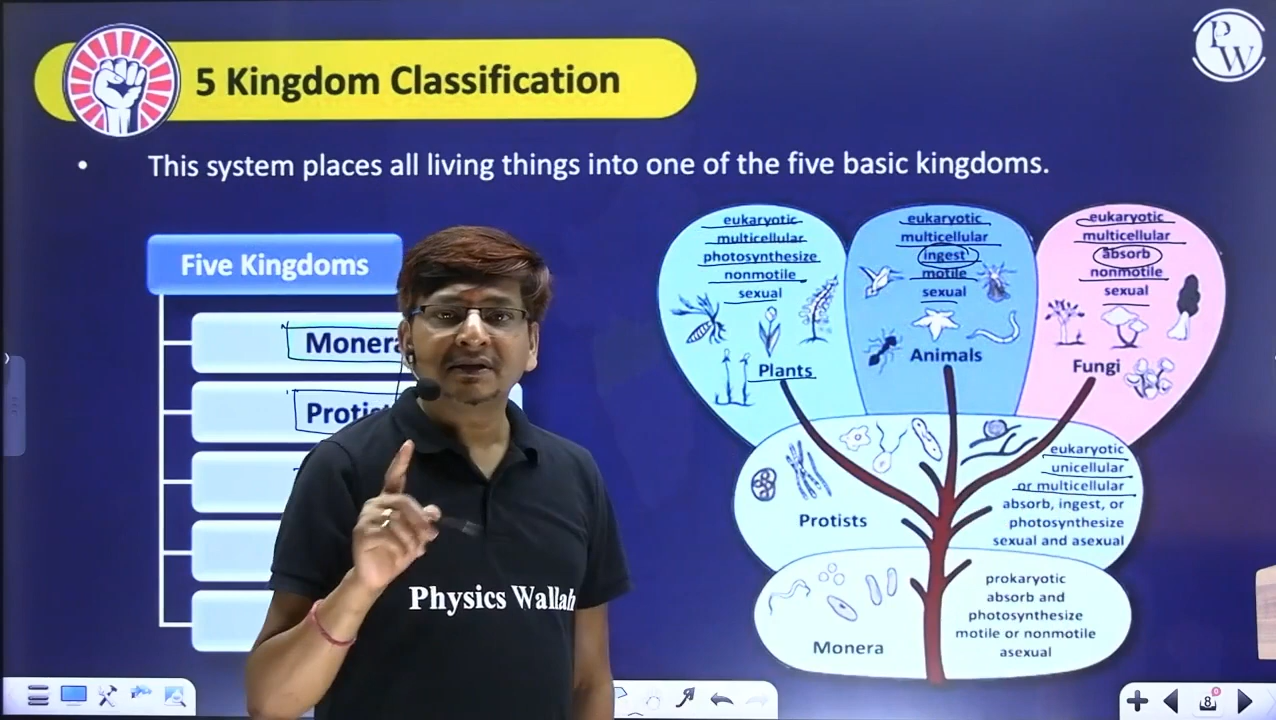 5 Kingdom Classification
PW
• This system places all living things into one of the five basic kingdoms.
Five Kingdoms
Monera
Protis
eukaryotic
multicellular
photosynthesize
nonmotile
sexual
Plants
eukaryotic
multicellular
ingest
motile
sexual
Animals
eukaryotic
multicellular
absorb
nonmotile
sexual
Fungi
Protists
eukaryotic
unicellular
or multicellular
absorb, ingest, or
photosynthesize
sexual and asexual
Monera
prokaryotic
absorb and
photosynthesize
motile or nonmotile
asexual
Physics Wallah
8